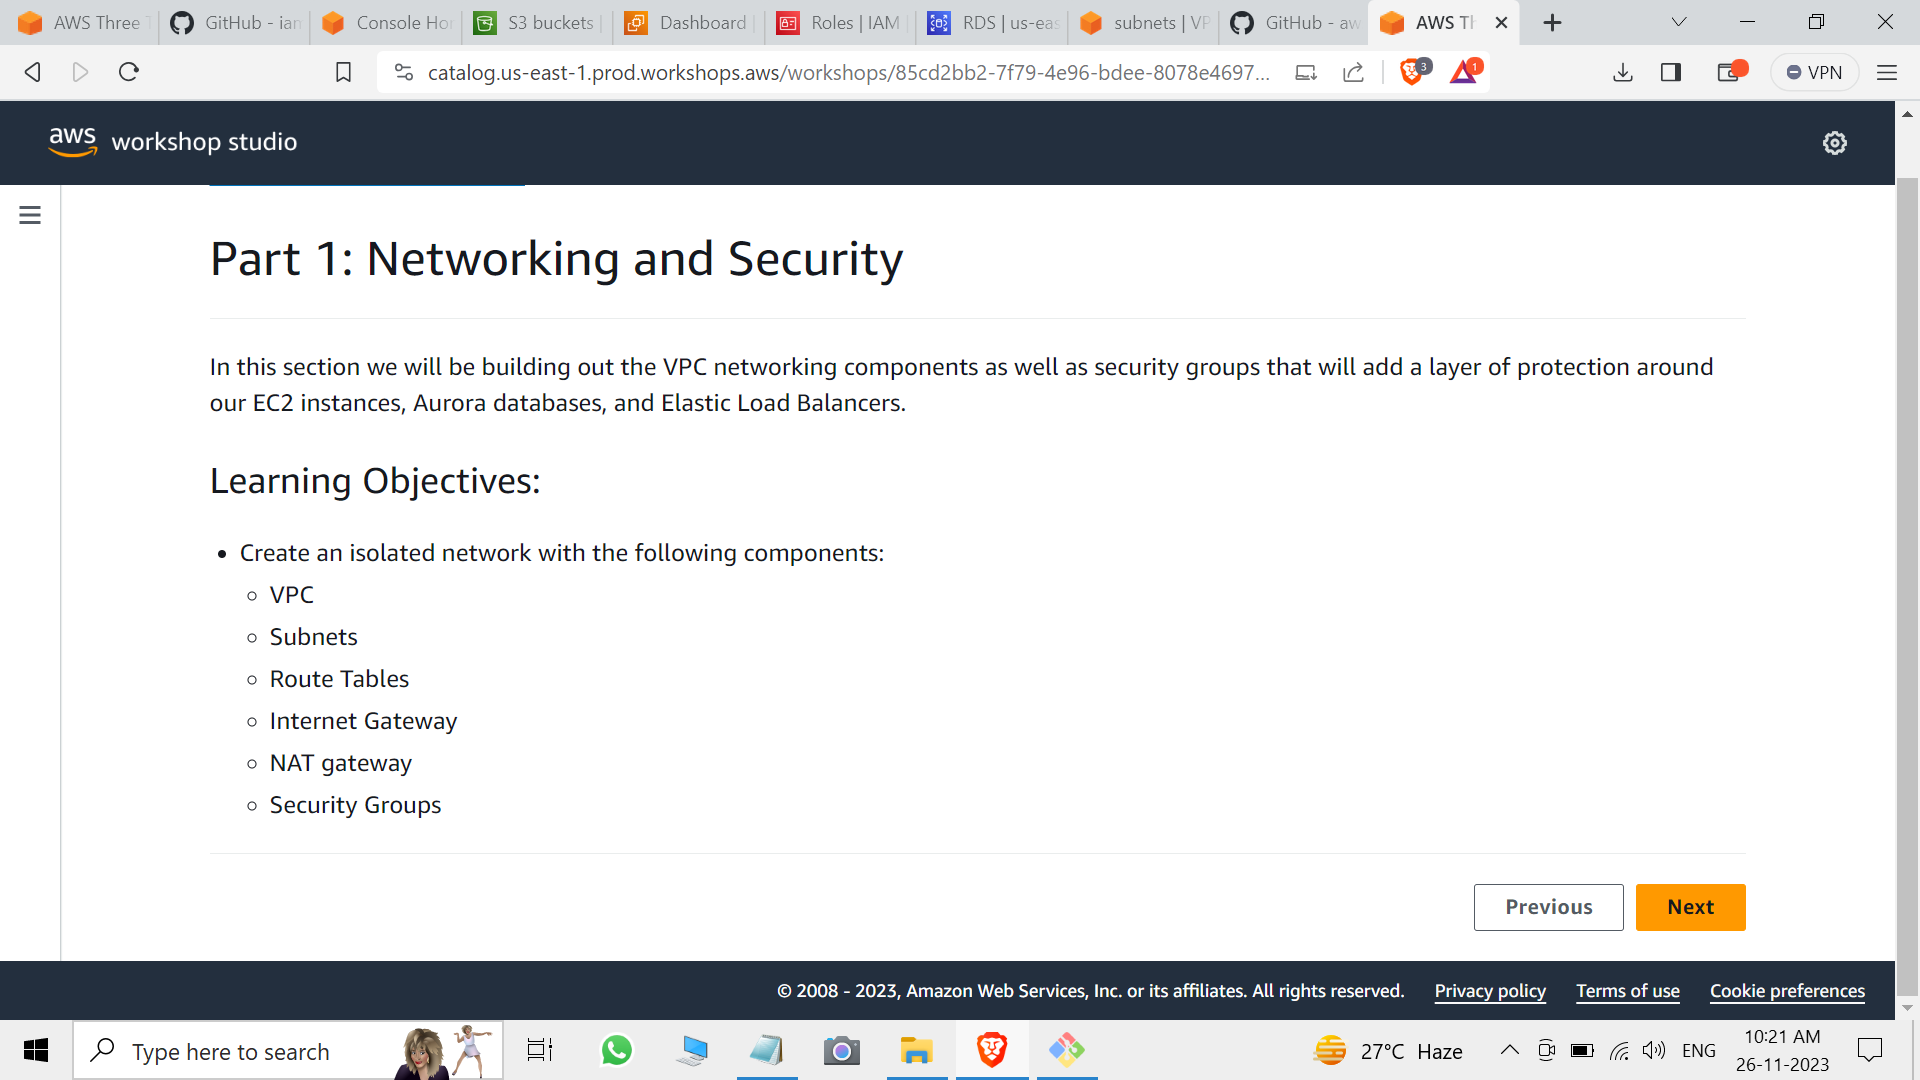 AWS Three T
GitHub - iam
Console Hor
S3 buckets |
Dashboard |
Roles | IAM |
RDS | us-eas
subnets | VP
GitHub - aw
AWS Th
catalog.us-east-1.prod.workshops.aws/workshops/85cd2bb2-7f79-4e96-bdee-8078e4697...
3
1
VPN
aws workshop studio
Part 1: Networking and Security
In this section we will be building out the VPC networking components as well as security groups that will add a layer of protection around
our EC2 instances, Aurora databases, and Elastic Load Balancers.
Learning Objectives:
• Create an isolated network with the following components:
◦ VPC
◦ Subnets
◦ Route Tables
◦ Internet Gateway
◦ NAT gateway
◦ Security Groups
Previous
Next
© 2008 - 2023, Amazon Web Services, Inc. or its affiliates. All rights reserved.
Privacy policy
Terms of use
Cookie preferences
Type here to search
27°C Haze
ENG
10:21 AM
26-11-2023